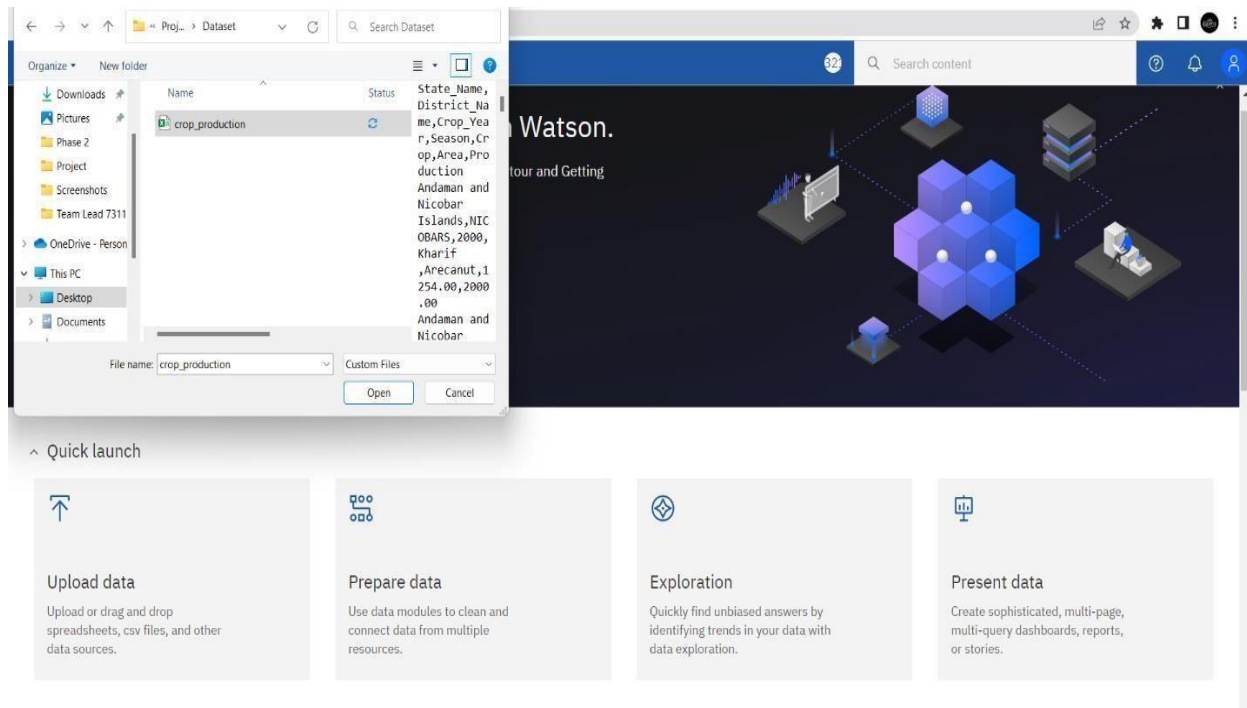 « Proj... › Dataset
Search Dataset
Organize
New folder
Downloads
Pictures
Phase 2
Project
Screenshots
Team Lead 7311
OneDrive - Person
This PC
Desktop
Documents
Name
Status
crop_production
State_Name,
District_Na
me,Crop_Yea
r,Season,Cr
op,Area,Pro
duction
Andaman and
Nicobar
Islands,NIC
OBARS,2000,
Kharif
,Arecanut,1
254.00,2000
.00
Andaman and
Nicobar
File name: crop_production
Custom Files
Open
Cancel
Search content
Watson.
tour and Getting
Quick launch
Upload data
Upload or drag and drop
spreadsheets, csv files, and other
data sources.
Prepare data
Use data modules to clean and
connect data from multiple
resources.
Exploration
Quickly find unbiased answers by
identifying trends in your data with
data exploration.
Present data
Create sophisticated, multi-page,
multi-query dashboards, reports,
or stories.